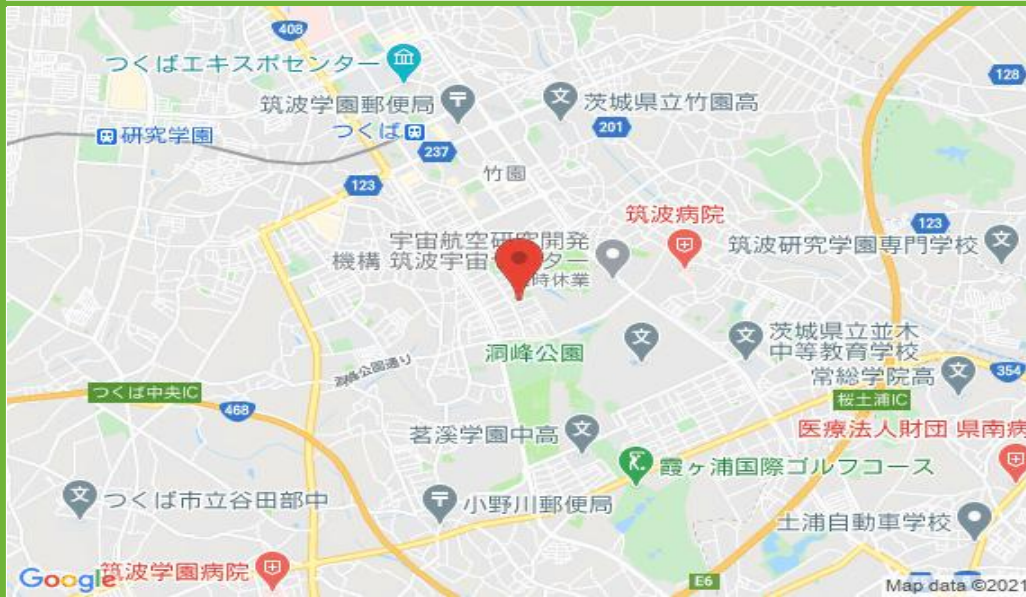 408
つくばエキスポセンター
128
筑波学園郵便局
茨城県立竹園高
研究学園
つくば
201
237
竹園
123
筑波病院
123
宇宙航空研究開発
機構 筑波宇宙
ター
時休業
筑波研究学園専門学校
洞峰公園
茨城県立並木
中等教育学校
洞峰公園通り
常総学院高
354
つくば中央IC
468
桜土浦IC
茗溪学園中高
医療法人財団 県南病
霞ヶ浦国際ゴルフコース
つくば市立谷田部中
小野川郵便局
土浦自動車学校
筑波学園病院
Google
E6
Map data ©2021